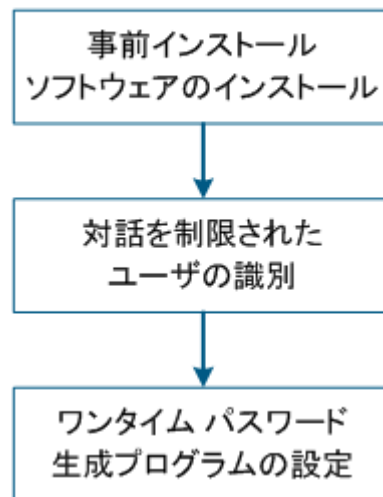 事前インストール
ソフトウェアのインストール
対話を制限された
ユーザの識別
ワンタイム パスワード
生成プログラムの設定